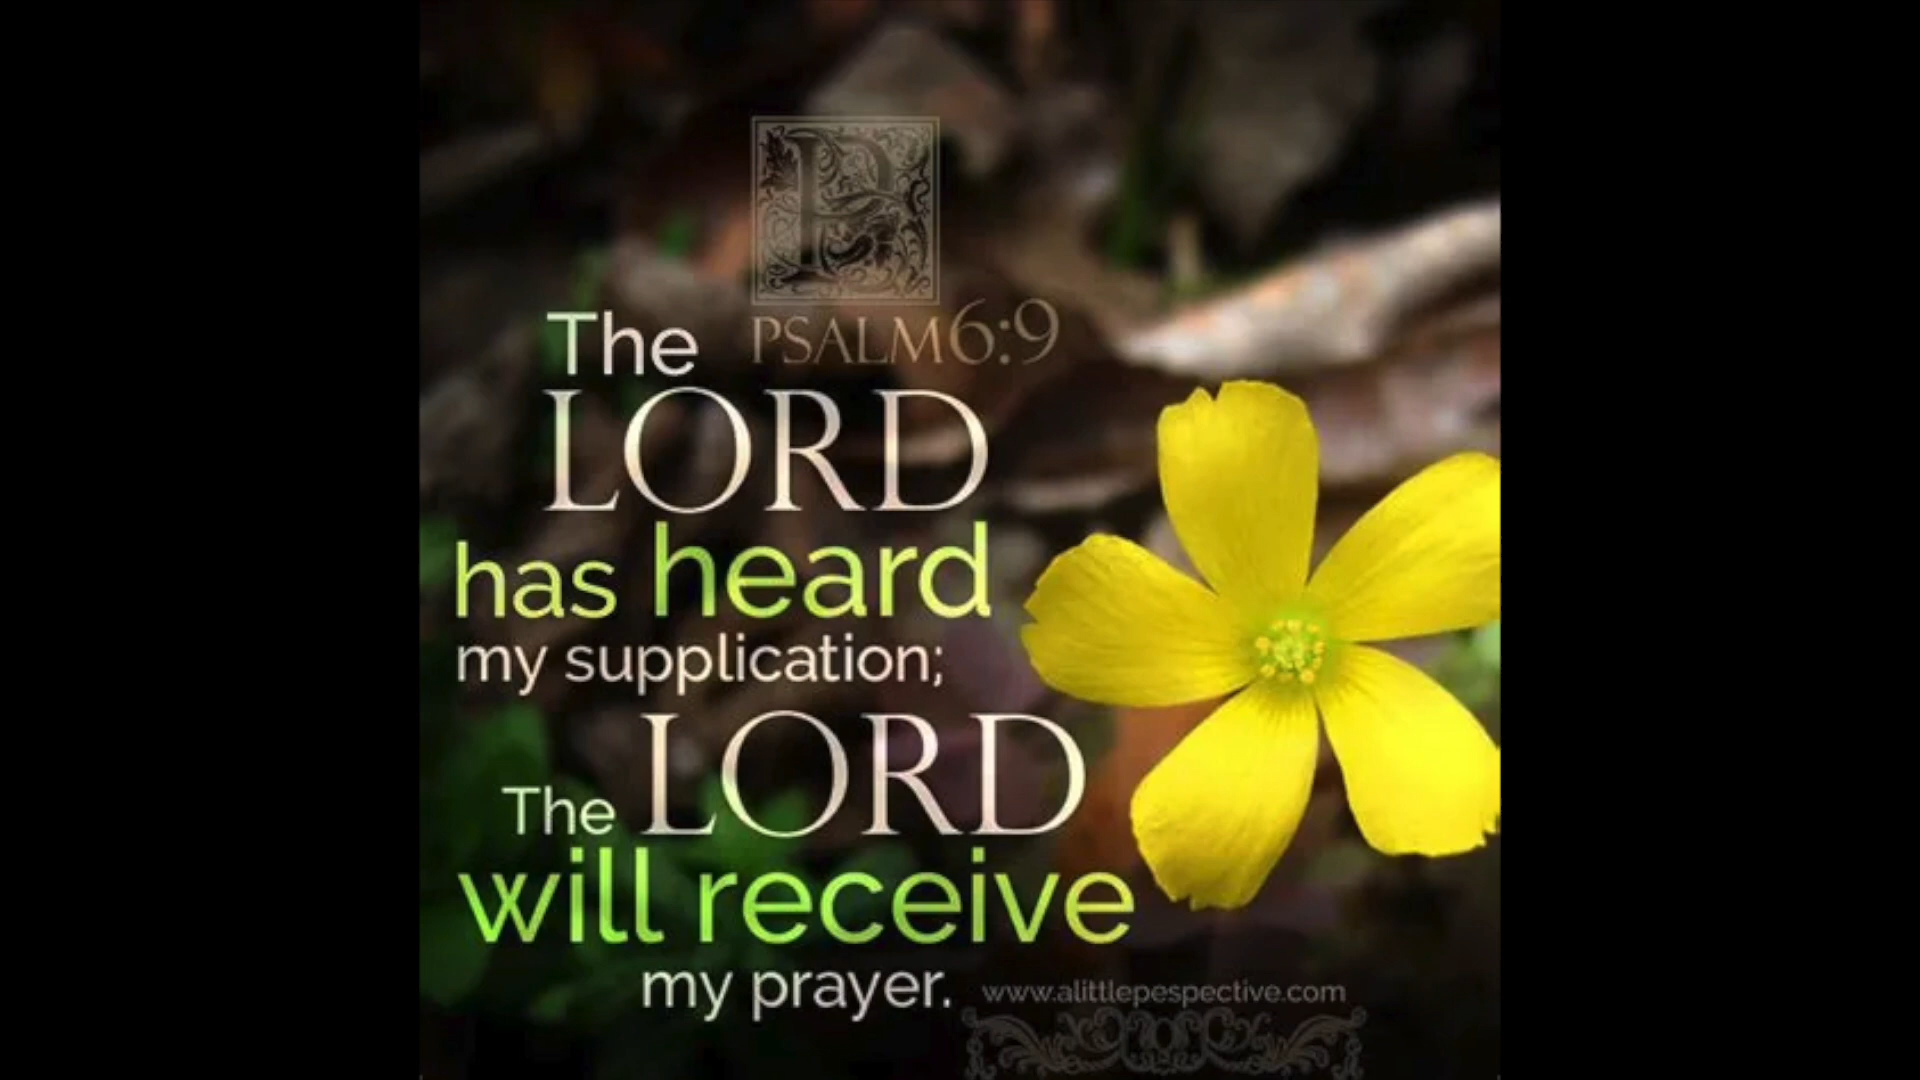 P
PSALM 6:9
The
LORD
has heard
my supplication;
The LORD
will receive
my prayer.
www.alittlepespective.com